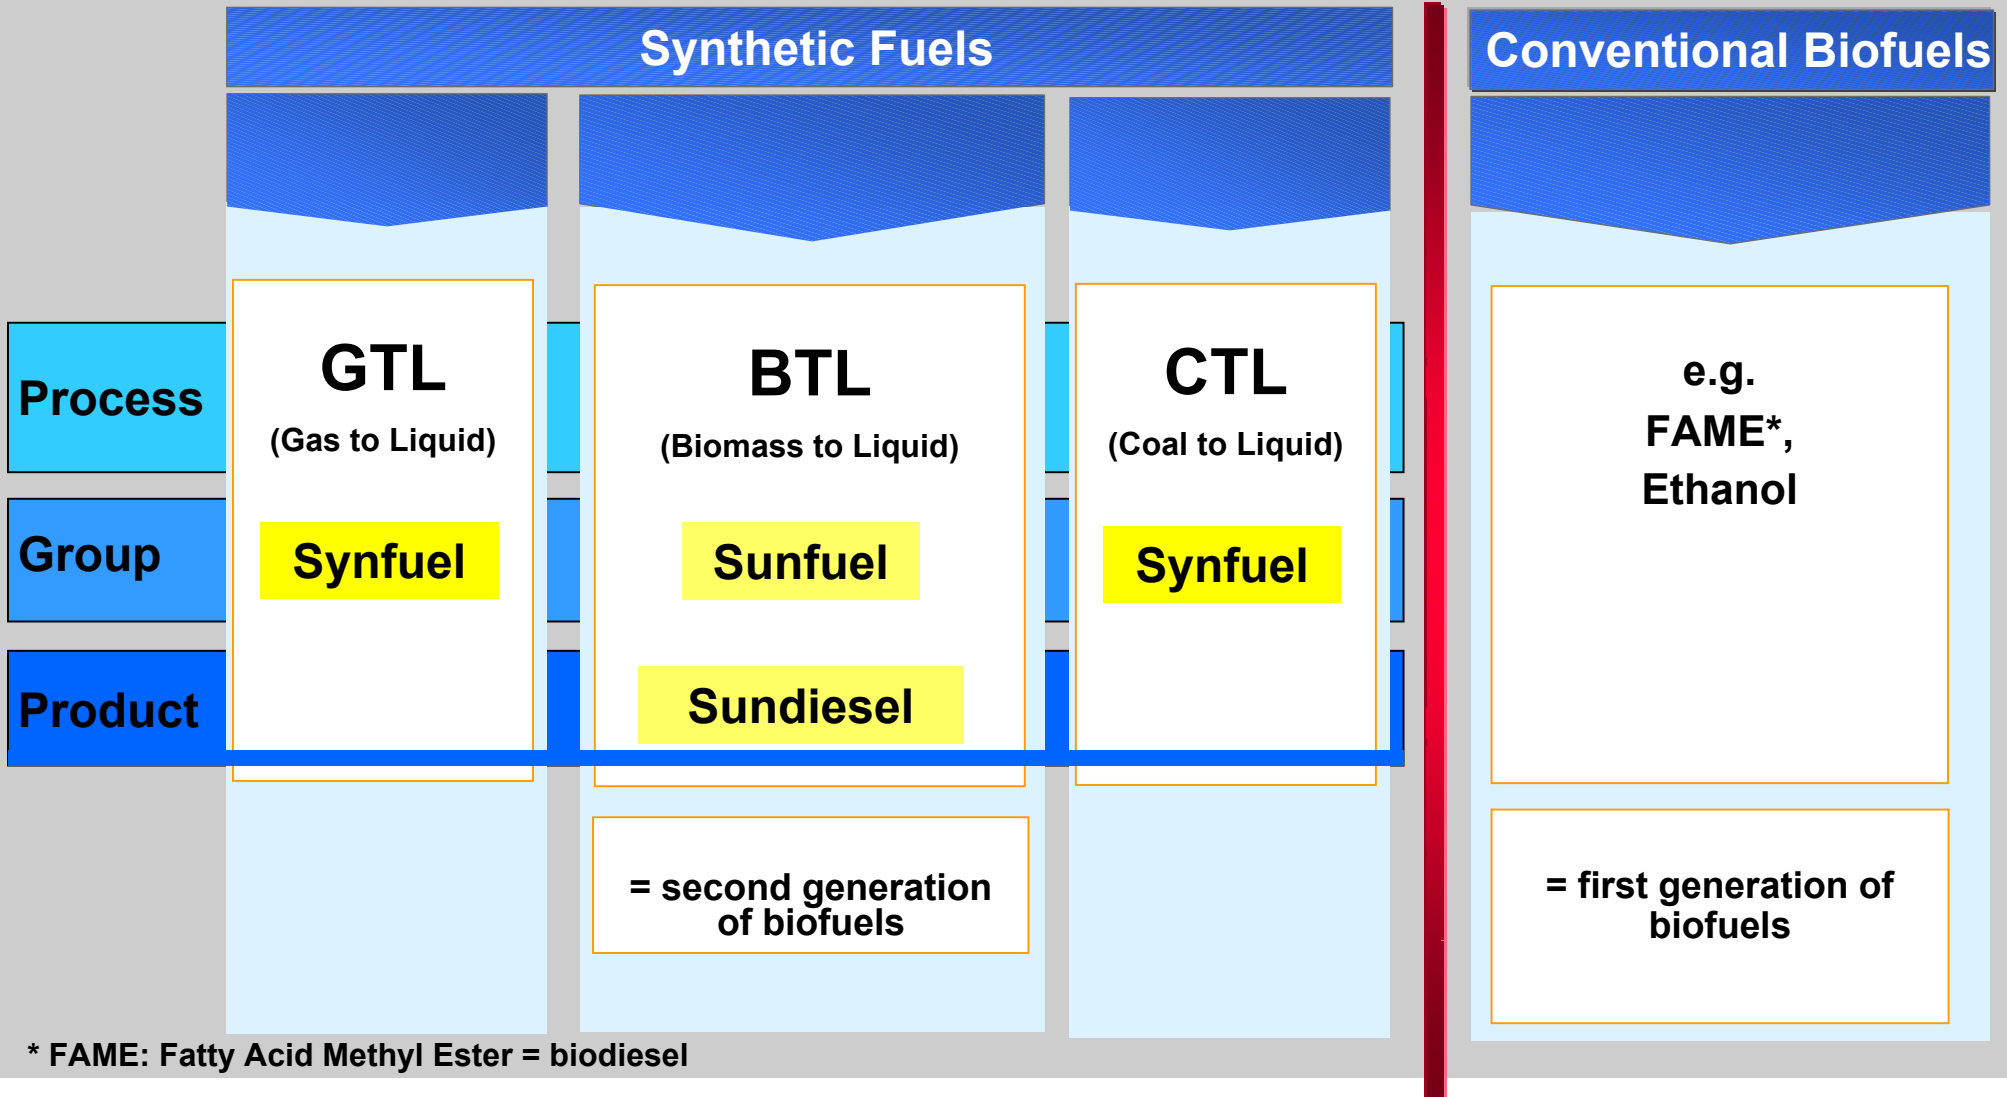 Synthetic Fuels
Conventional Biofuels
Process
GTL
(Gas to Liquid)
BTL
(Biomass to Liquid)
CTL
(Coal to Liquid)
e.g.
FAME*,
Ethanol
Group
Synfuel
Sunfuel
Synfuel
Product
Sundiesel
= second generation
of biofuels
= first generation of
biofuels
* FAME: Fatty Acid Methyl Ester = biodiesel